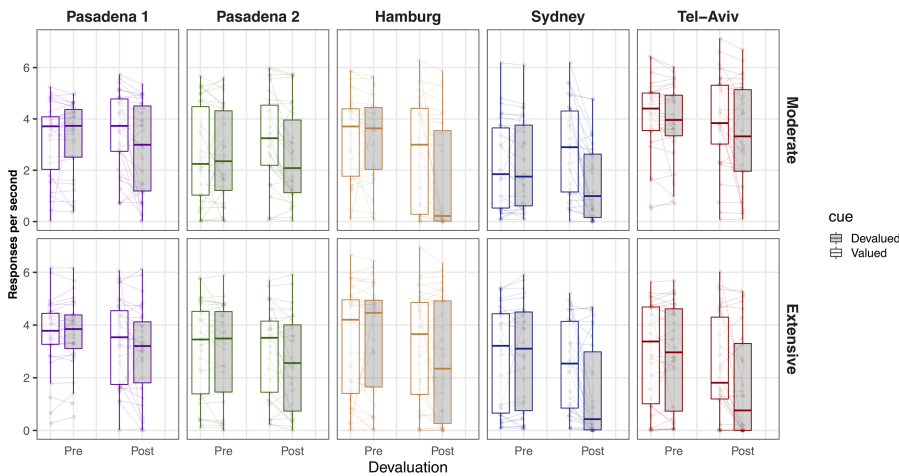 Pasadena 1 Pasadena 2 Hamburg Sydney Tel–Aviv
Responses per second
6
4
2
0
Moderate
6
4
2
0
Extensive
Pre Post Pre Post Pre Post Pre Post Pre Post
Devaluation
cue
Devalued
Valued